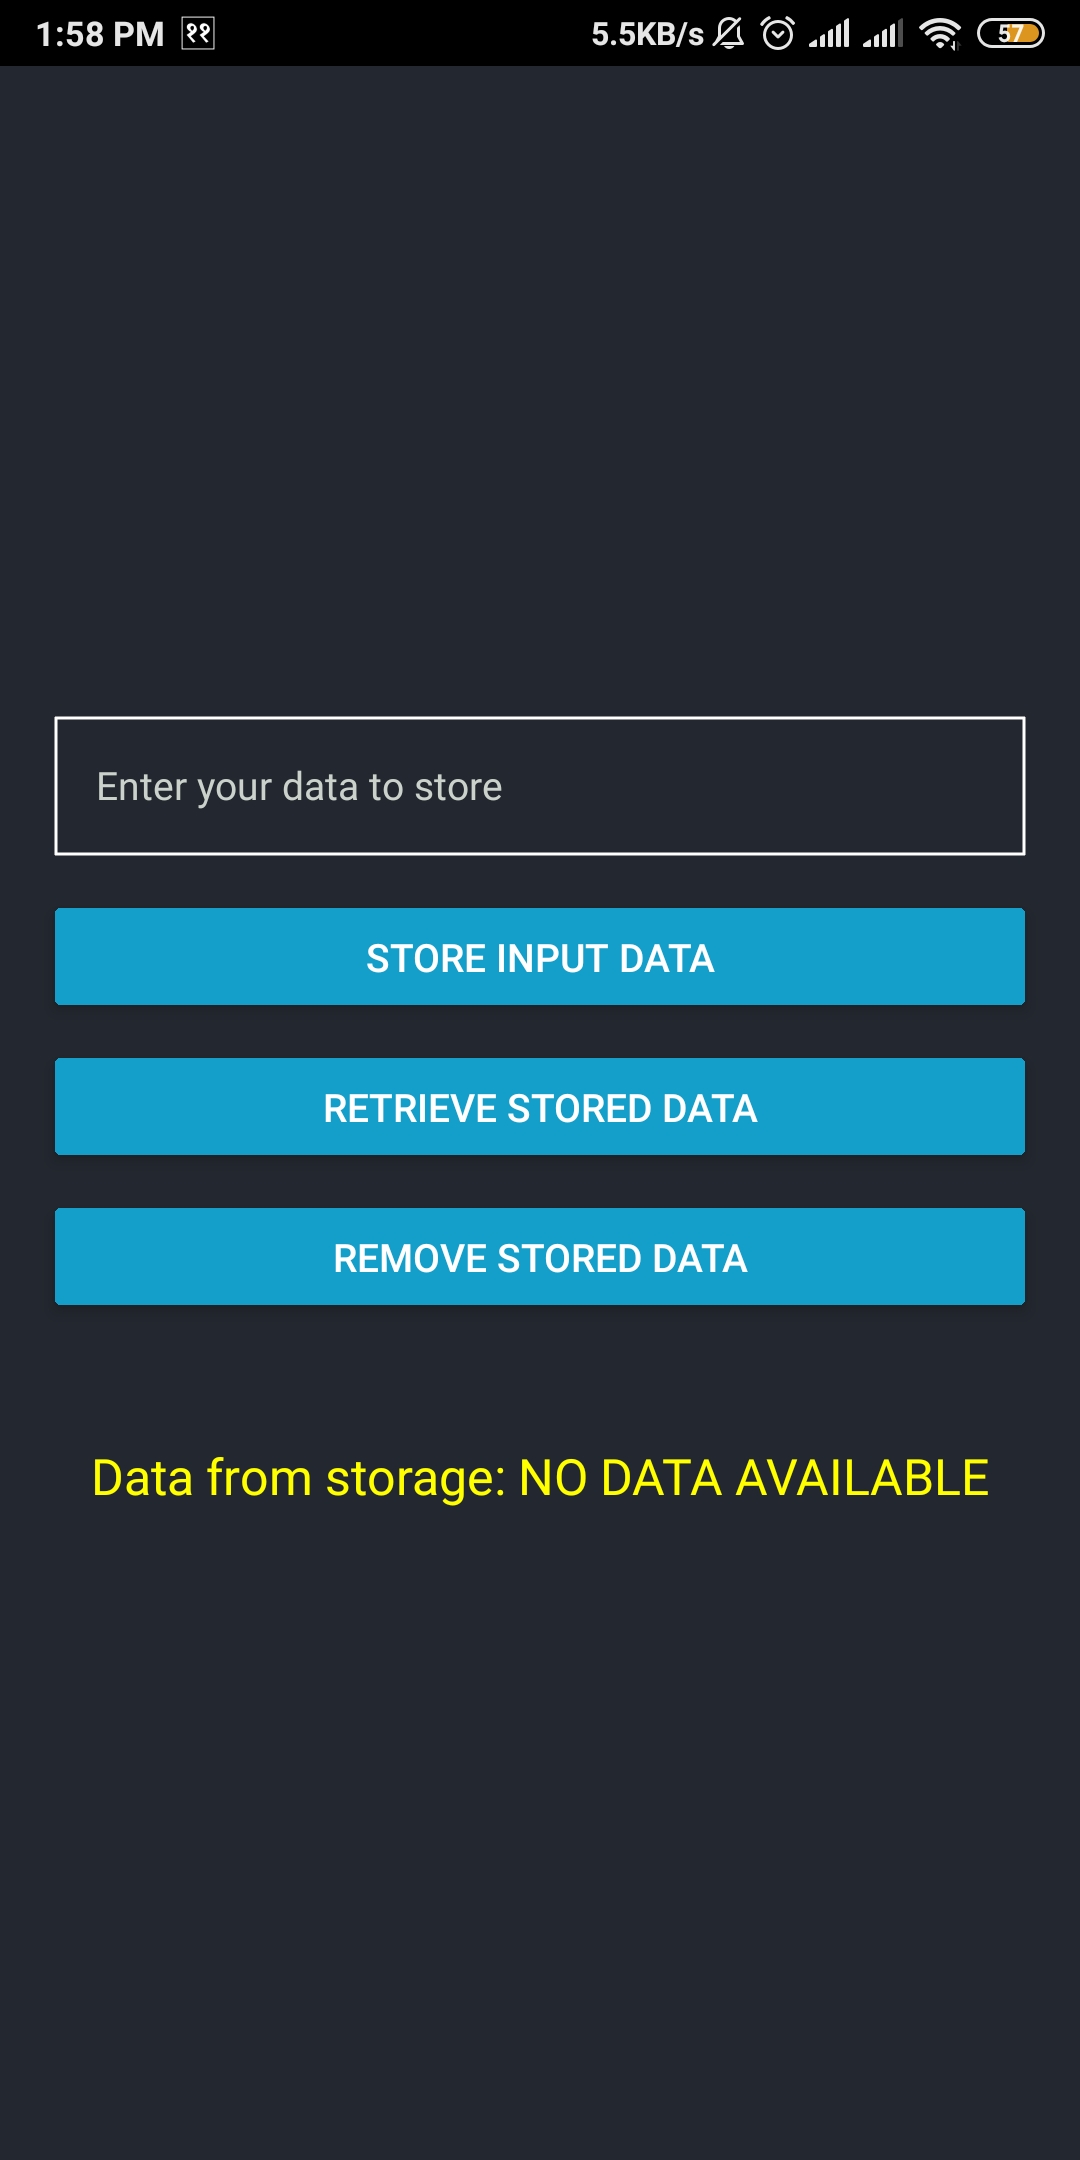 1:58 PM ११ 5.5KB/s 57
Enter your data to store
STORE INPUT DATA
RETRIEVE STORED DATA
REMOVE STORED DATA
Data from storage: NO DATA AVAILABLE